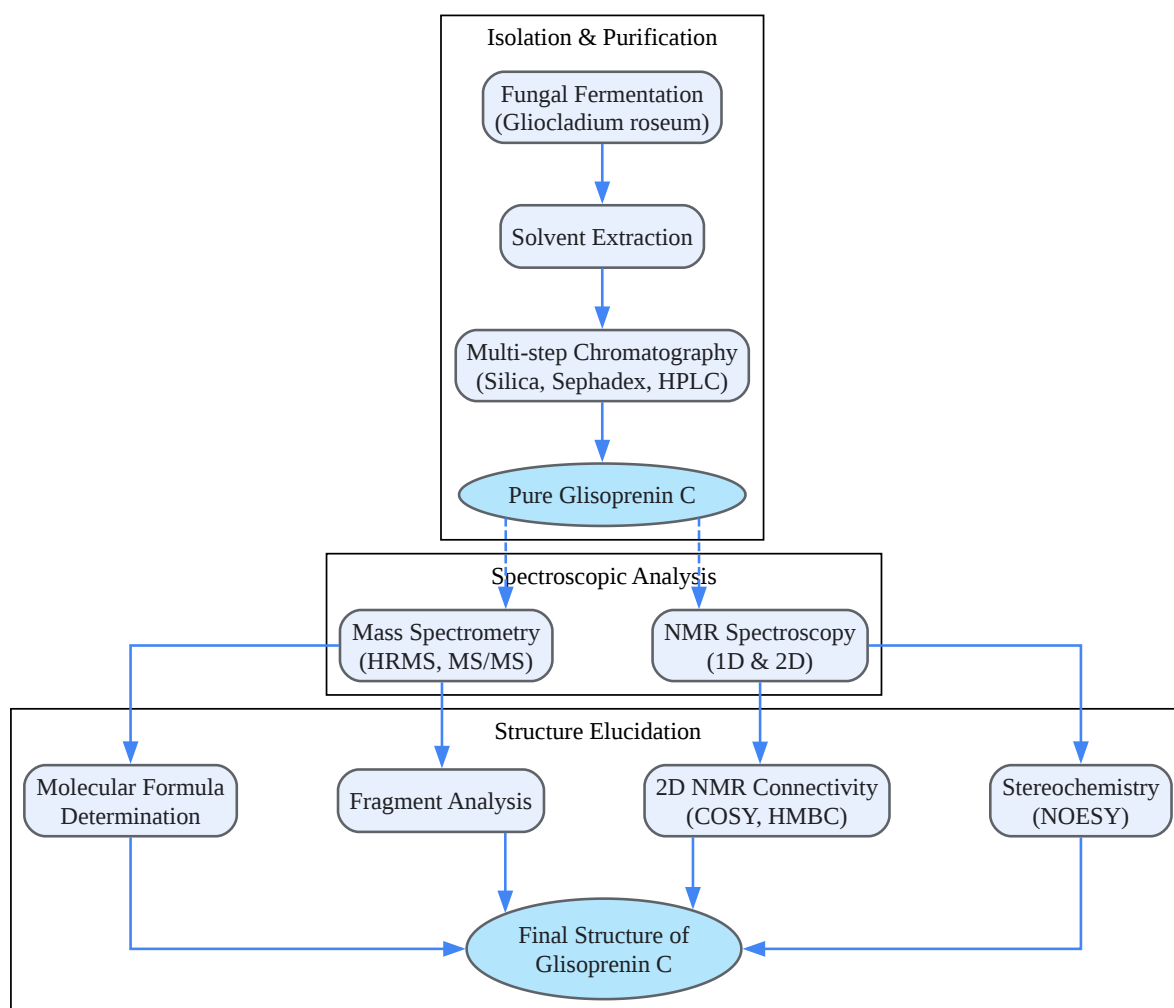 Isolation & Purification
Fungal Fermentation
(Gliocladium roseum)
Solvent Extraction
Multi-step Chromatography
(Silica, Sephadex, HPLC)
Pure Glisoprenin C
Spectroscopic Analysis
Mass Spectrometry
(HRMS, MS/MS)
NMR Spectroscopy
(1D & 2D)
Structure Elucidation
Molecular Formula
Determination
Fragment Analysis
2D NMR Connectivity
(COSY, HMBC)
Stereochemistry
(NOESY)
Final Structure of
Glisoprenin C